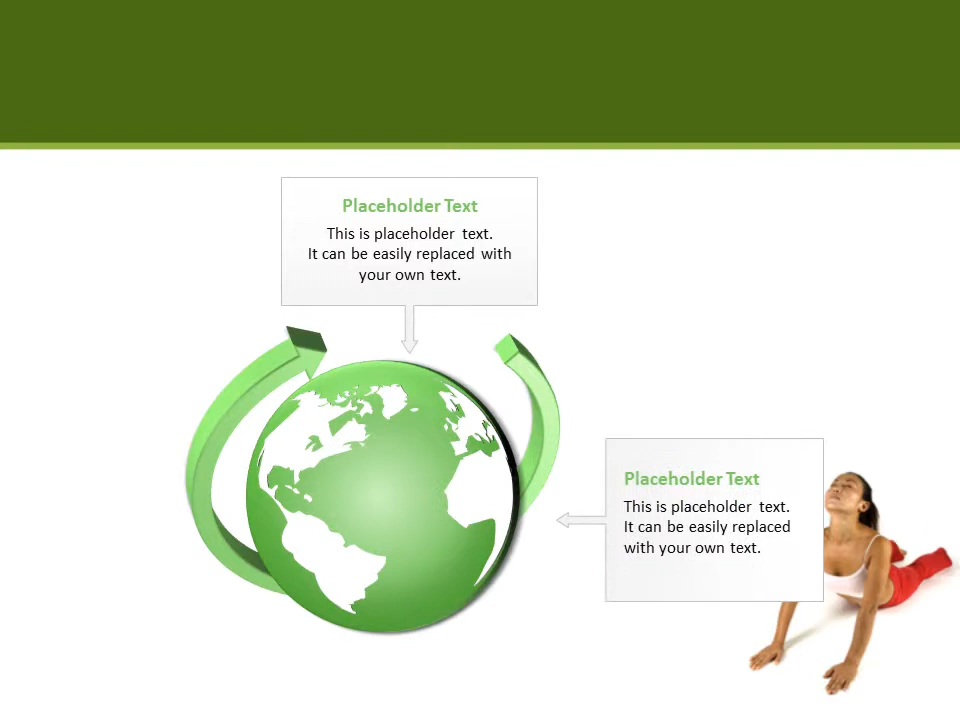 Placeholder Text
This is placeholder text.
It can be easily replaced with
your own text.
Placeholder Text
This is placeholder text.
It can be easily replaced
with your own text.